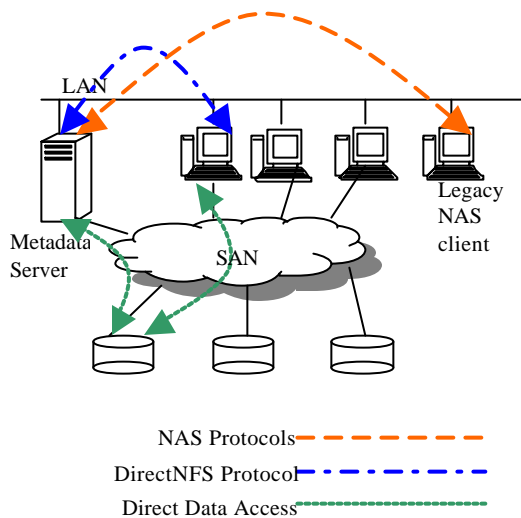 LAN
Legacy
NAS
client
Metadata
Server
SAN
NAS Protocols
DirectNFS Protocol
Direct Data Access